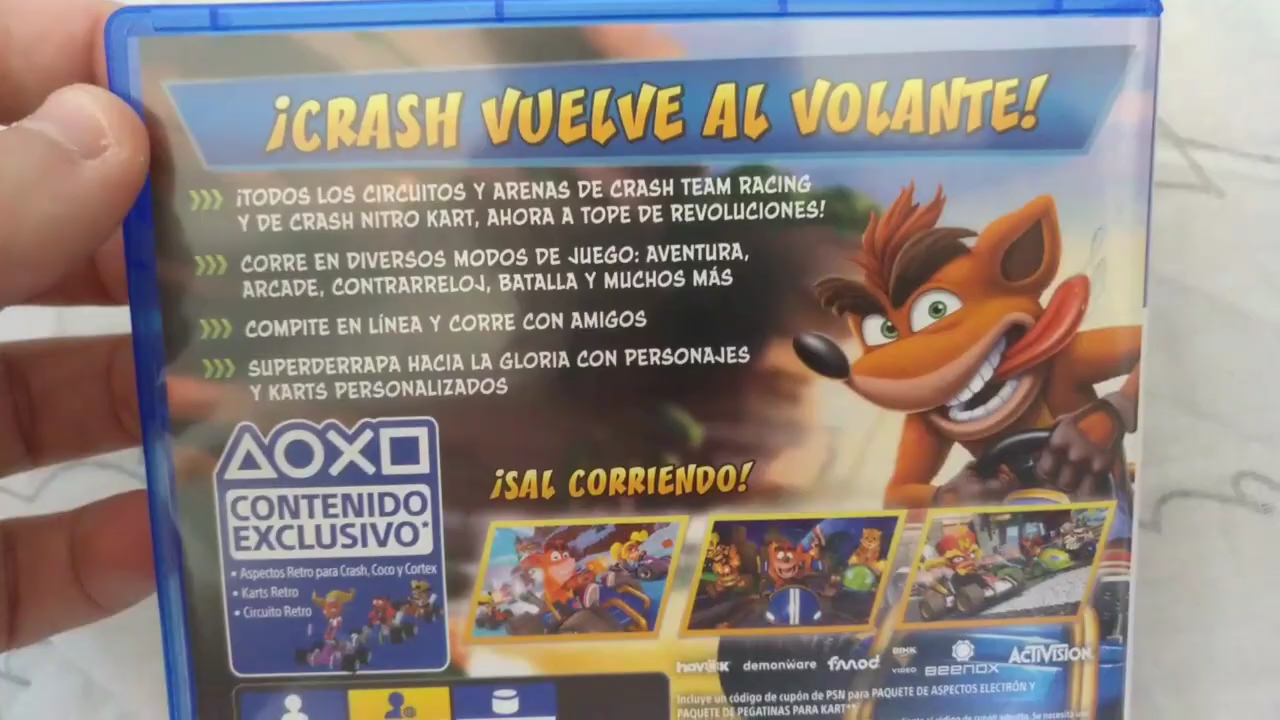 ¡CRASH VUELVE AL VOLANTE!
¡TODOS LOS CIRCUITOS Y ARENAS DE CRASH TEAM RACING
Y DE CRASH NITRO KART, AHORA A TOPE DE REVOLUCIONES!
CORRE EN DIVERSOS MODOS DE JUEGO: AVENTURA,
ARCADE, CONTRARRELOJ, BATALLA Y MUCHOS MÁS
COMPITE EN LÍNEA Y CORRE CON AMIGOS
SUPERDERRAPA HACIA LA GLORIA CON PERSONAJES
Y KARTS PERSONALIZADOS
CONTENIDO
EXCLUSIVO*
• Aspectos Retro para Crash, Coco y Cortex
• Karts Retro
• Circuito Retro
¡SAL CORRIENDO!
havok demonware fmod BINK VIDEO BEENOX ACTIVISION
Incluye un código de cupón de PSN para PAQUETE DE ASPECTOS ELECTRÓN Y
PAQUETE DE PEGATINAS PARA KART**